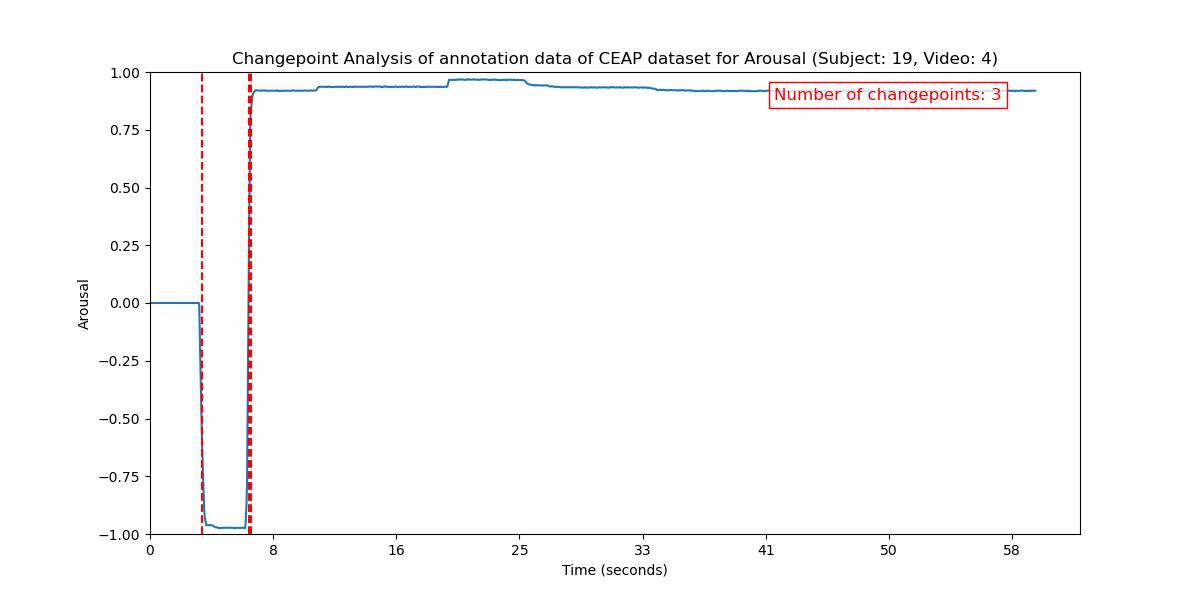 Changepoint Analysis of annotation data of CEAP dataset for Arousal (Subject: 19, Video: 4)
1.00
Number of changepoints: 3
0.75
0.50
0.25
Arousal
0.00
−0.25
−0.50
−0.75
−1.00
0 8 16 25 33 41 50 58
Time (seconds)